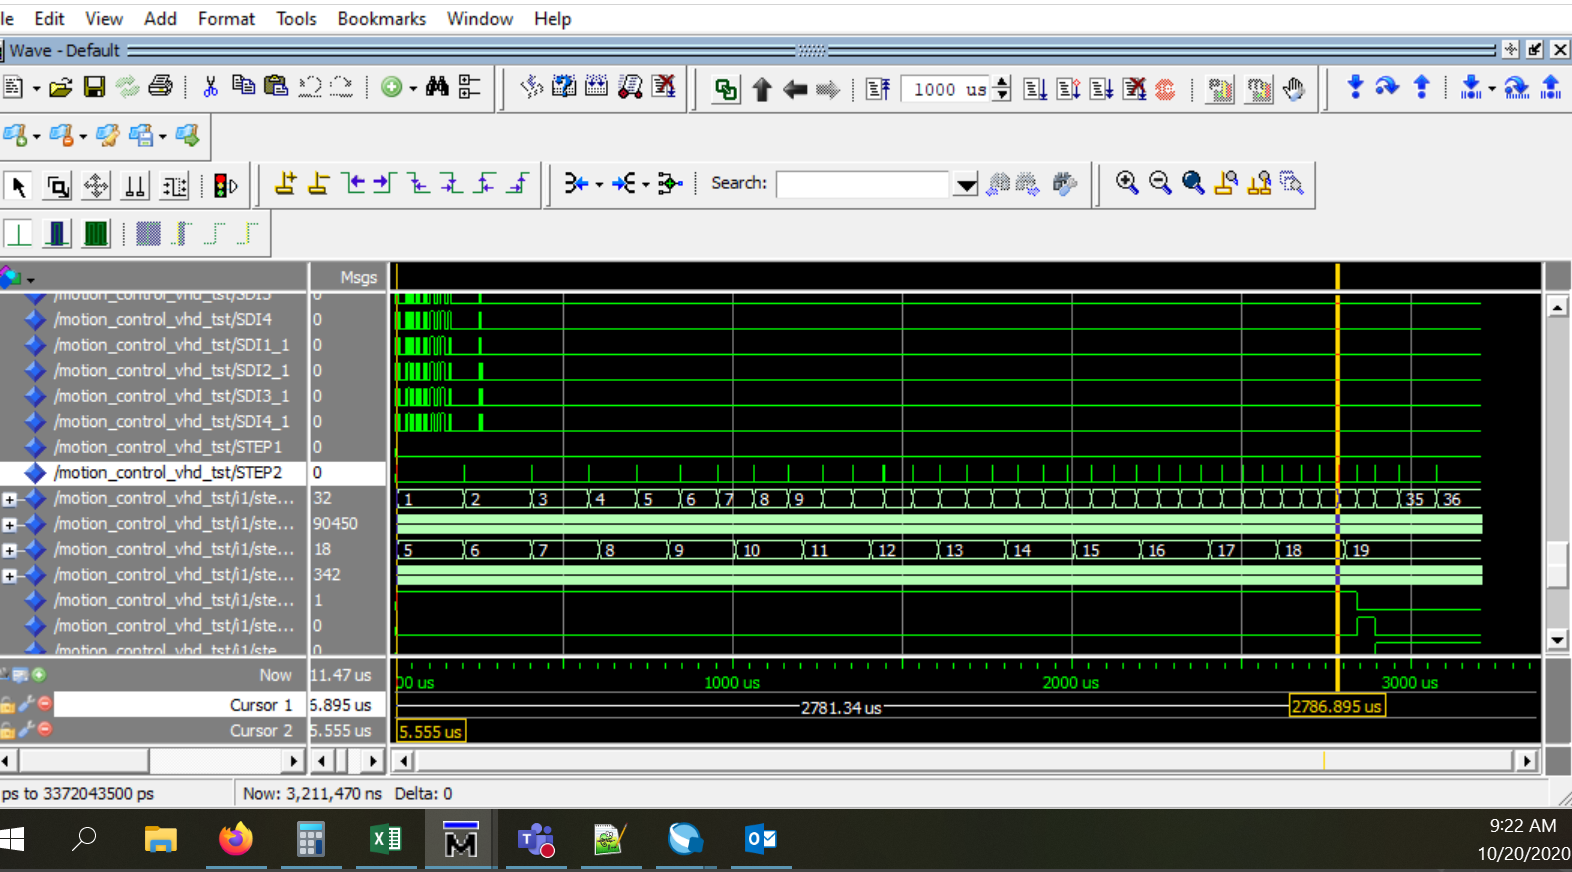 le Edit View Add Format Tools Bookmarks Window Help
Wave - Default
1000 us
Search:
Msgs
/motion_control_vhd_tst/SDI3 0
/motion_control_vhd_tst/SDI4 0
/motion_control_vhd_tst/SDI1_1 0
/motion_control_vhd_tst/SDI2_1 0
/motion_control_vhd_tst/SDI3_1 0
/motion_control_vhd_tst/SDI4_1 0
/motion_control_vhd_tst/STEP1 0
/motion_control_vhd_tst/STEP2 0
/motion_control_vhd_tst/i1/ste... 32 1 2 3 4 5 6 7 8 9 35 36
/motion_control_vhd_tst/i1/ste... 90450
/motion_control_vhd_tst/i1/ste... 18 5 6 7 8 9 10 11 12 13 14 15 16 17 18 19
/motion_control_vhd_tst/i1/ste... 342
/motion_control_vhd_tst/i1/ste... 1
/motion_control_vhd_tst/i1/ste... 0
/motion_control_vhd_tst/i1/ste 0
Now 11.47 us 00 us 1000 us 2000 us 3000 us
Cursor 1 6.895 us 2781.34 us 2786.895 us
Cursor 2 5.555 us 5.555 us
ps to 3372043500 ps Now: 3,211,470 ns Delta: 0
9:22 AM
10/20/2020